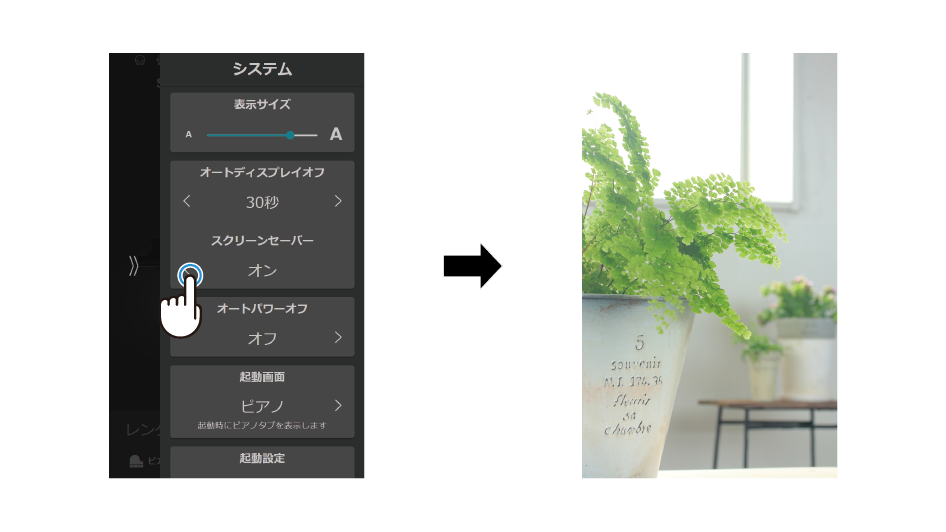 システム
表示サイズ
A
A
オートディスプレイオフ
30秒
スクリーンセーバー
オン
オートパワーオフ
オフ
起動画面
ピアノ
起動時にピアノタブを表示します
起動設定
レン
ピ
5
souvenir
N.I. 174.76
fleurir
sa
chambre